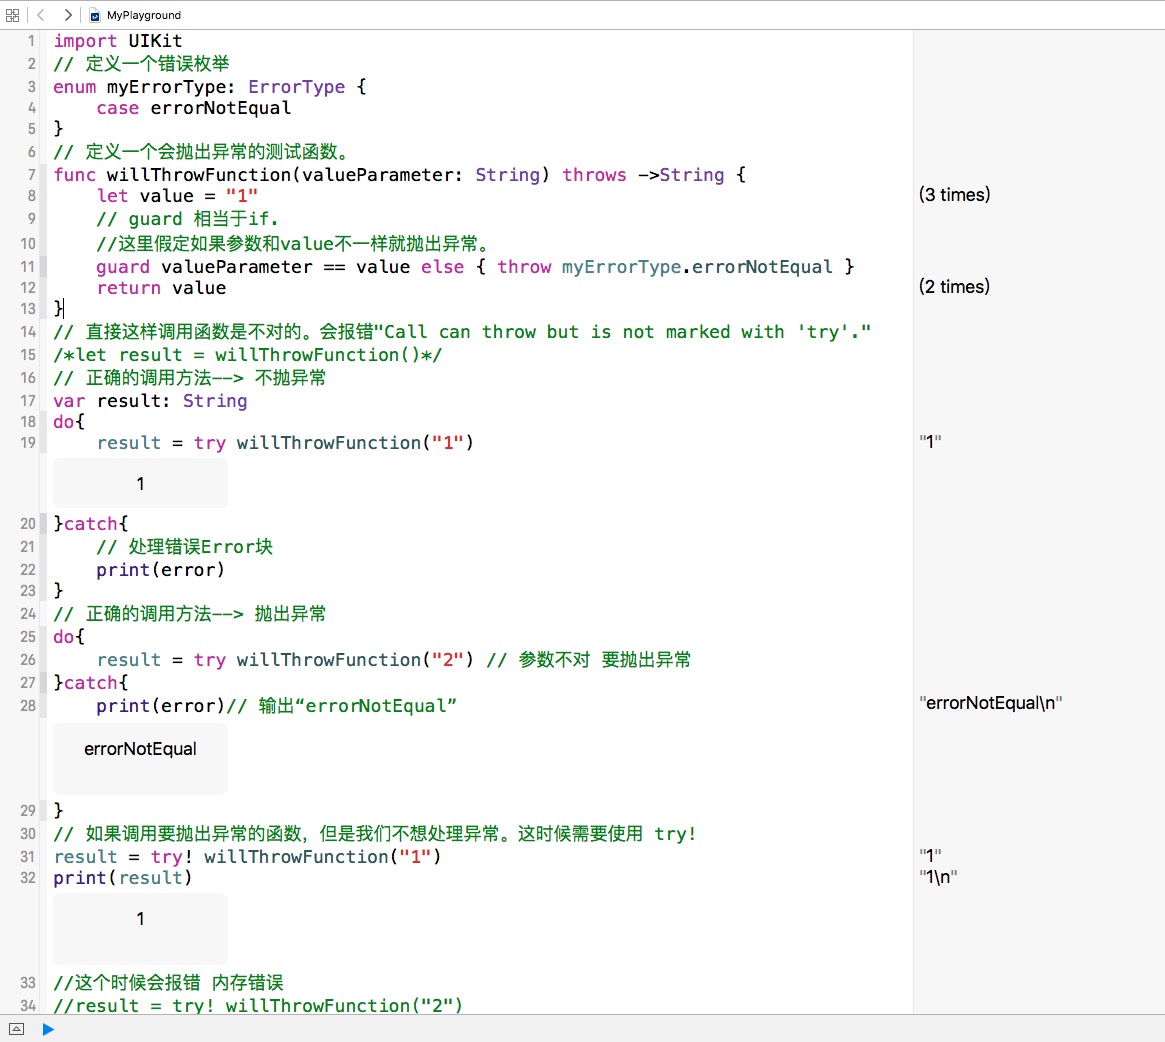 MyPlayground
1 import UIKit
2 // 定义一个错误枚举
3 enum myErrorType: ErrorType {
4     case errorNotEqual
5 }
6 // 定义一个会抛出异常的测试函数。
7 func willThrowFunction(valueParameter: String) throws ->String {
8     let value = "1" (3 times)
9     // guard 相当于if.
10     //这里假定如果参数和value不一样就抛出异常。
11     guard valueParameter == value else { throw myErrorType.errorNotEqual }
12     return value (2 times)
13 }
14 // 直接这样调用函数是不对的。会报错"Call can throw but is not marked with 'try'."
15 /*let result = willThrowFunction()*/
16 // 正确的调用方法——> 不抛异常
17 var result: String
18 do{
19     result = try willThrowFunction("1") "1"
1
20 }catch{
21     // 处理错误Error块
22     print(error)
23 }
24 // 正确的调用方法——> 抛出异常
25 do{
26     result = try willThrowFunction("2") // 参数不对 要抛出异常
27 }catch{
28     print(error)// 输出“errorNotEqual” "errorNotEqual\n"
errorNotEqual
29 }
30 // 如果调用要抛出异常的函数，但是我们不想处理异常。这时候需要使用 try!
31 result = try! willThrowFunction("1") "1"
32 print(result) "1\n"
1
33 //这个时候会报错 内存错误
34 //result = try! willThrowFunction("2")